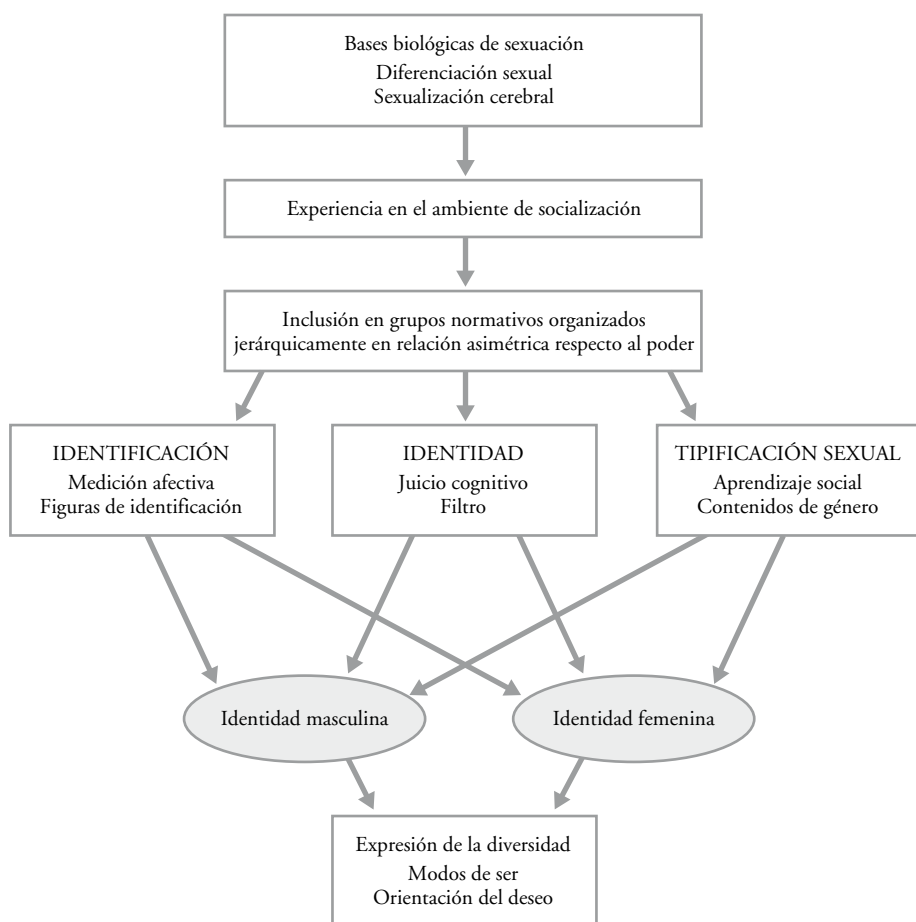 Bases biológicas de sexuación
Diferenciación sexual
Sexualización cerebral
Experiencia en el ambiente de socialización
Inclusión en grupos normativos organizados
jerárquicamente en relación asimétrica respecto al poder
IDENTIFICACIÓN
Medición afectiva
Figuras de identificación
IDENTIDAD
Juicio cognitivo
Filtro
TIPIFICACIÓN SEXUAL
Aprendizaje social
Contenidos de género
Identidad masculina
Identidad femenina
Expresión de la diversidad
Modos de ser
Orientación del deseo